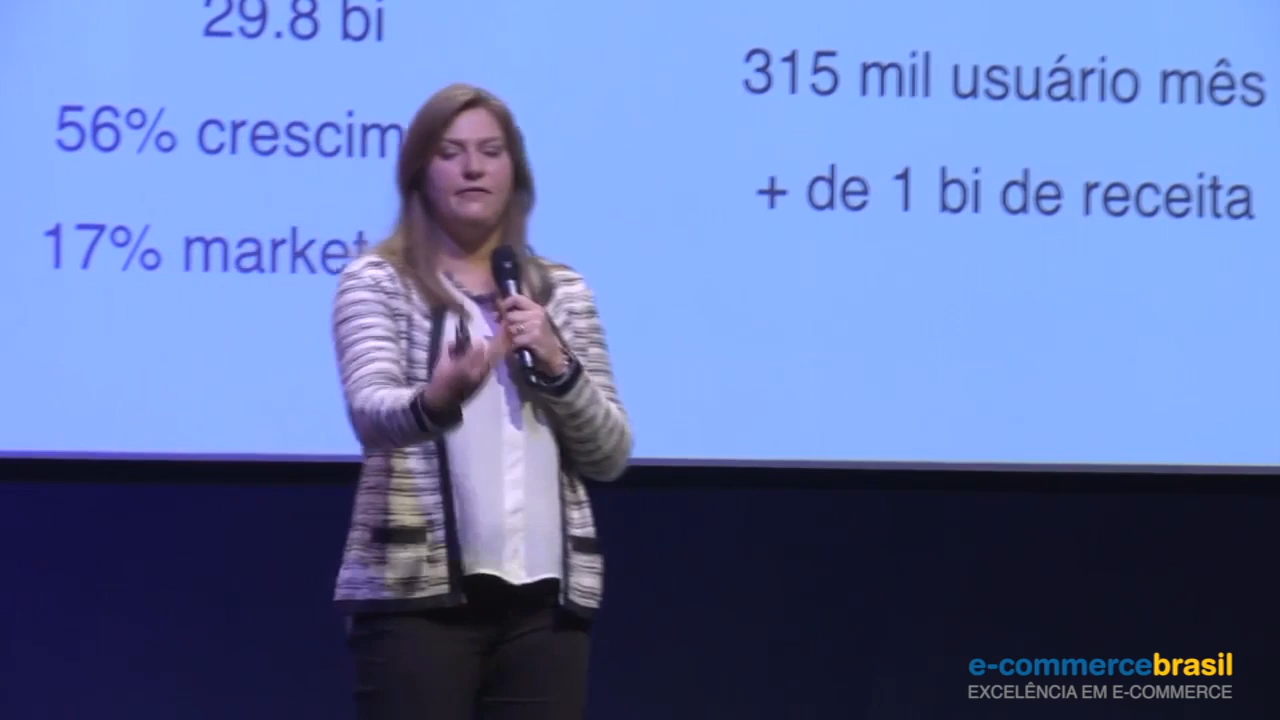 29.8 bi
56% crescim
17% market
315 mil usuário mês
+ de 1 bi de receita
e-commercebrasil
EXCELÊNCIA EM E-COMMERCE